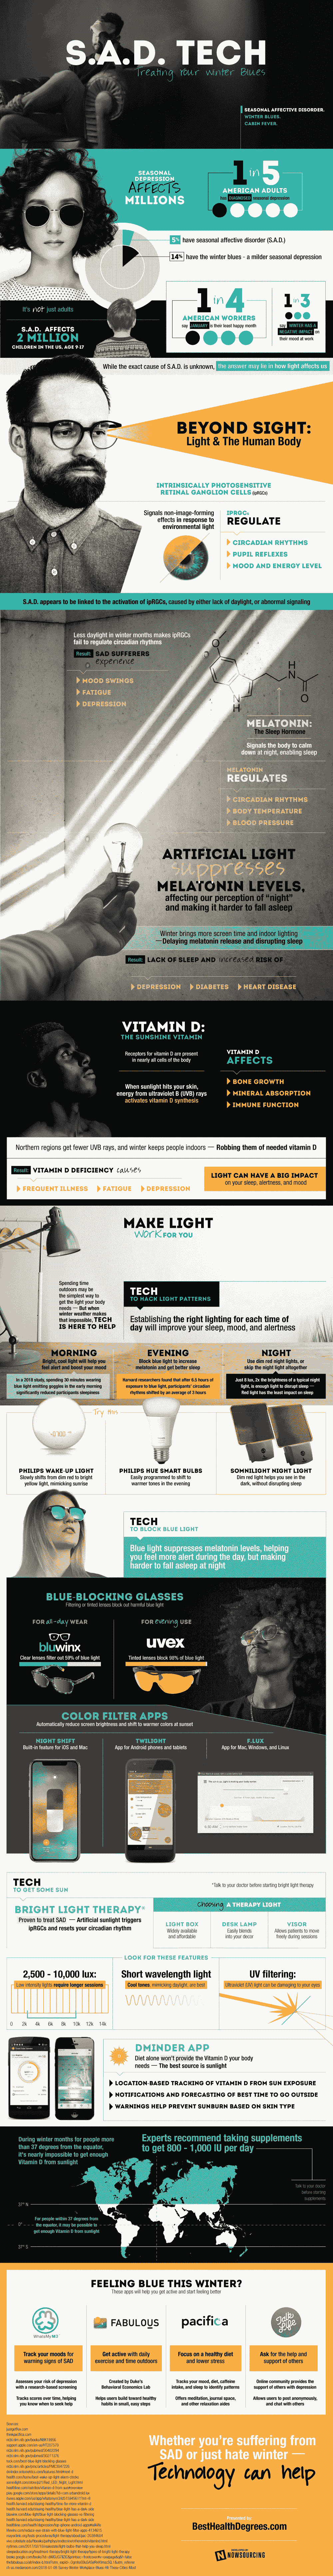 S.A.D. TECH
Treating Your Winter Blues
SEASONAL AFFECTIVE DISORDER.
WINTER BLUES.
CABIN FEVER.
SEASONAL
DEPRESSION
AFFECTS
MILLIONS
1 in 5
AMERICAN ADULTS
has DIAGNOSED seasonal depression
5% have seasonal affective disorder (S.A.D.)
14% have the winter blues - a milder seasonal depression
It's not just adults
S.A.D. AFFECTS
2 MILLION
CHILDREN IN THE US, AGE 9-17
1 in 4
AMERICAN WORKERS
say JANUARY is their least happy month
1 in 3
say WINTER HAS A
NEGATIVE IMPACT on
their mood at work
While the exact cause of S.A.D. is unknown, the answer may be in how light affects us
BEYOND SIGHT:
Light & The Human Body
INTRINSICALLY PHOTOSENSITIVE
RETINAL GANGLION CELLS (ipRGCs)
Signals non-image-forming
effects in response to
environmental light
IPRGCs
REGULATE
CIRCADIAN RHYTHMS
PUPIL REFLEXES
MOOD AND ENERGY LEVEL
S.A.D. appears to be linked to the activation of ipRGCs, caused by either lack of daylight, or abnormal signaling
Less daylight in winter months makes ipRGCs
fail to regulate circadian rhythms
Result: SAD SUFFERERS
experience
MOOD SWINGS
FATIGUE
DEPRESSION
O
H
N
N
H
O
MELATONIN:
The Sleep Hormone
Signals the body to calm
down at night, enabling sleep
MELATONIN
REGULATES
CIRCADIAN RHYTHMS
BODY TEMPERATURE
BLOOD PRESSURE
ARTIFICIAL LIGHT
suppresses
MELATONIN LEVELS,
affecting our perception of "night"
and making it harder to fall asleep
Winter brings more screen time and indoor lighting
—Delaying melatonin release and disrupting sleep
Result: LACK OF SLEEP AND increased RISK OF
DEPRESSION
DIABETES
HEART DISEASE
VITAMIN D:
THE SUNSHINE VITAMIN
Receptors for vitamin D are present
in nearly all cells of the body
When sunlight hits your skin,
energy from ultraviolet B (UVB) rays
activates vitamin D synthesis
VITAMIN D
AFFECTS
BONE GROWTH
MINERAL ABSORPTION
IMMUNE FUNCTION
Northern regions get fewer UVB rays, and winter keeps people indoors — Robbing them of needed vitamin D
Result: VITAMIN D DEFICIENCY causes
FREQUENT ILLNESS
FATIGUE
DEPRESSION
LIGHT CAN HAVE A BIG IMPACT
on your sleep, alertness, and mood
MAKE LIGHT
WORK FOR YOU
Spending time
outdoors may be
the simplest way to
get the light your body
needs — But when
winter weather makes
that impossible, TECH
IS HERE TO HELP
TECH
TO HACK LIGHT PATTERNS
Establishing the right lighting for each time of
day will improve your sleep, mood, and alertness
MORNING
Bright, cool light will help you
feel alert and boost your mood
In a 2018 study, spending 30 minutes wearing
blue light emitting goggles in the early morning
significantly reduced participants sleepiness
EVENING
Block blue light to increase
melatonin and get better sleep
Harvard researchers found that after 6.5 hours of
exposure to blue light, participants' circadian
rhythms shifted by an average of 3 hours
NIGHT
Use dim red night lights, or
skip the night light altogether
Just 8 lux, 2x the brightness of a typical night
light, is enough to disrupt sleep —
Red light has the least impact on sleep
Try this
PHILIPS WAKE-UP LIGHT
Slowly shifts from dim red to bright
yellow light, mimicking sunrise
PHILIPS HUE SMART BULBS
Easily programmed to shift to
warmer tones in the evening
SOMNILIGHT NIGHT LIGHT
Dim red light helps you see in the
dark, without disrupting sleep
TECH
TO BLOCK BLUE LIGHT
Blue light suppresses melatonin levels, helping
you feel more alert during the day, but making
harder to fall asleep at night
BLUE-BLOCKING GLASSES
Filtering or tinted lenses block out harmful blue light
FOR all-day WEAR
bluwinx
Clear lenses filter out 59% of blue light
FOR evening USE
uvex
Tinted lenses block 98% of blue light
COLOR FILTER APPS
Automatically reduce screen brightness and shift to warmer colors at sunset
NIGHT SHIFT
Built-in feature for iOS and Mac
TWILIGHT
App for Android phones and tablets
F.LUX
App for Mac, Windows, and Linux
TECH
TO GET SOME SUN
*Talk to your doctor before starting bright light therapy
BRIGHT LIGHT THERAPY*
Proven to treat SAD — Artificial sunlight triggers
ipRGCs and resets your circadian rhythm
Choosing A THERAPY LIGHT
LIGHT BOX
Widely available
and affordable
DESK LAMP
Easily blends
into your decor
VISOR
Allows patients to move
freely during sessions
LOOK FOR THESE FEATURES
2,500 - 10,000 lux:
Low intensity lights require longer sessions
0 2k 4k 6k 8k 10k 12k 14k
Short wavelength light
Cool tones, mimicking daylight, are best
UV filtering:
Ultraviolet (UV) light can be damaging to your eyes
DMINDER APP
Diet alone won't provide the Vitamin D your body
needs — The best source is sunlight
LOCATION-BASED TRACKING OF VITAMIN D FROM SUN EXPOSURE
NOTIFICATIONS AND FORECASTING OF BEST TIME TO GO OUTSIDE
WARNINGS HELP PREVENT SUNBURN BASED ON SKIN TYPE
During winter months for people more
than 37 degrees from the equator,
it's nearly impossible to get enough
Vitamin D from sunlight
Experts recommend taking supplements
to get 800 - 1,000 IU per day
Talk to your doctor
before starting
supplements
37° N
For people within 37 degrees from
the equator, it may be possible to
get enough Vitamin D from sunlight
0°
37° S
FEELING BLUE THIS WINTER?
These apps will help you get active and start feeling better
WhatsMyM3
Track your moods for
warning signs of SAD
Assesses your risk of depression
with a research-based screening
Tracks scores over time, helping
you know when to seek help
FABULOUS
Get active with daily
exercise and time outdoors
Created by Duke's
Behavioral Economics Lab
Helps users build toward healthy
habits in small, easy steps
pacifica
Focus on a healthy diet
and lower stress
Track your mood, diet, caffeine
intake, and sleep to identify patterns
Offers meditation, journal space,
and other relaxation aides
talk life
Ask for the help and
support of others
Online community provides the
support of others with depression
Allows users to post anonymously,
and chat with others
Sources:
Whether you're suffering from
SAD or just hate winter —
Technology can help
Presented by
BestHealthDegrees.com
NOWSOURCING